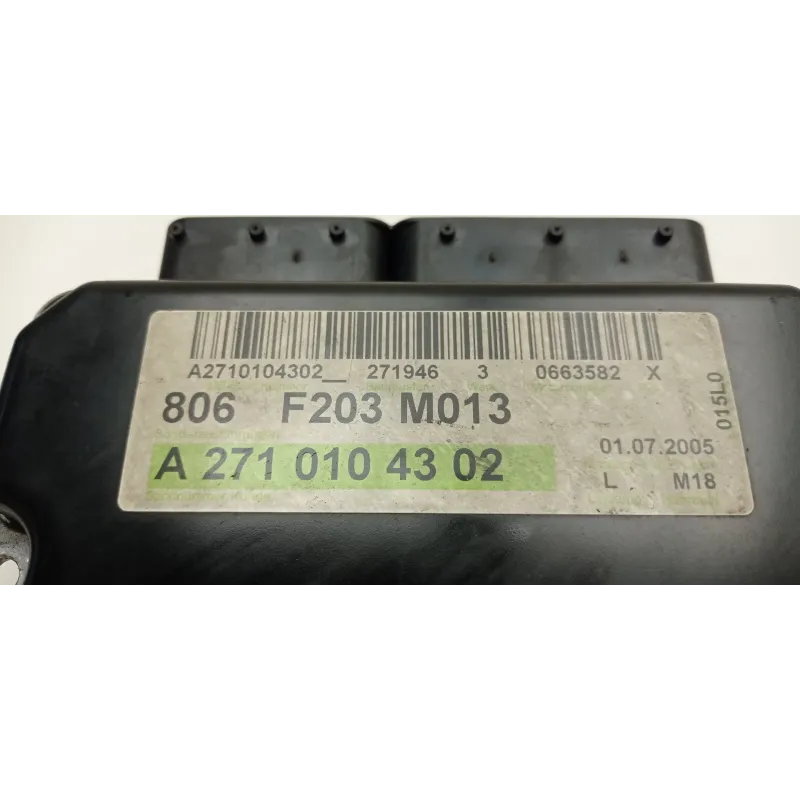 A2710104302__ 271946 3 0663582 X
806 F203 M013
A 271 010 43 02
01.07.2005
L M18
015L0